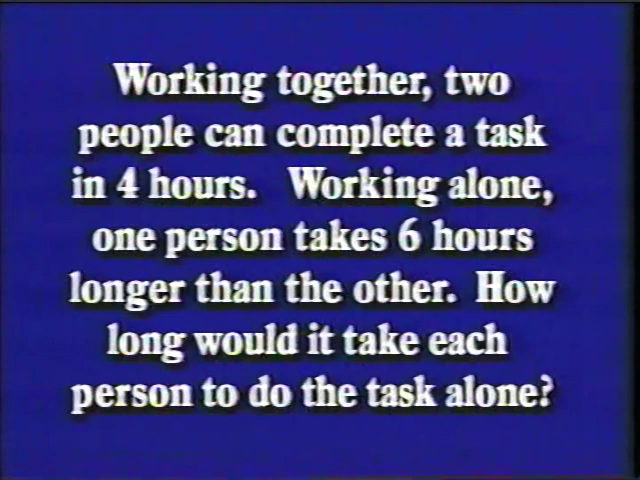 Working together, two
people can complete a task
in 4 hours. Working alone,
one person takes 6 hours
longer than the other. How
long would it take each
person to do the task alone?